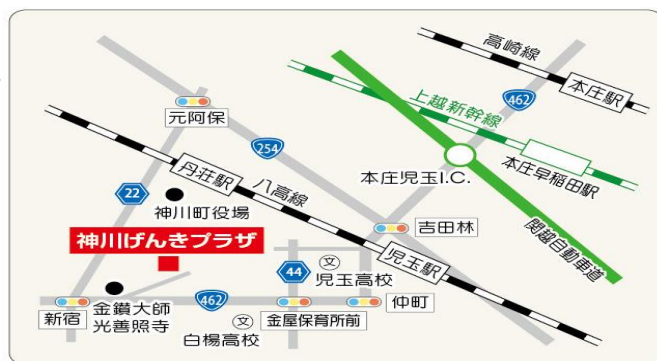 高崎線
本庄駅
462
上越新幹線
元阿保
254
本庄早稲田駅
本庄児玉I.C.
丹荘駅
22
八高線
神川町役場
吉田林
関越自動車道
神川げんきプラザ
児玉駅
文
44
児玉高校
金鑚大師
光善照寺
462
新宿
仲町
文
白楊高校
金屋保育所前